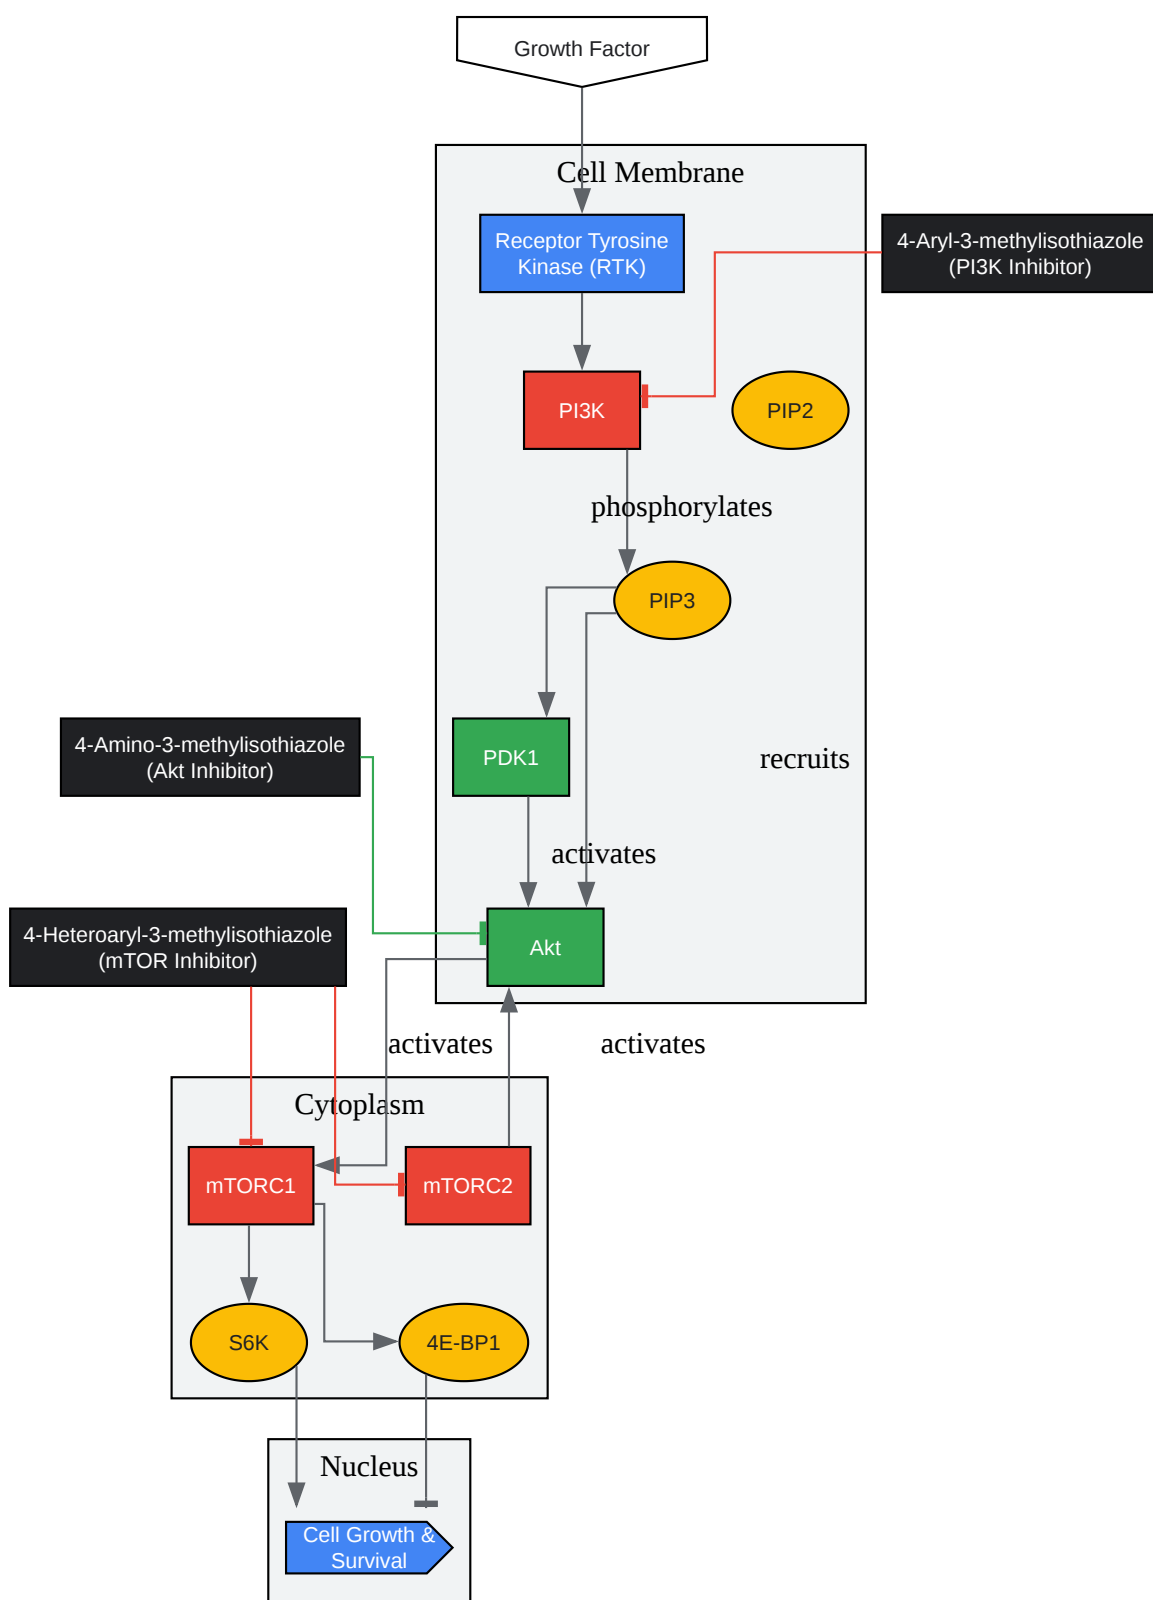 Growth Factor
Cell Membrane
Receptor Tyrosine
Kinase (RTK)
4-Aryl-3-methylisothiazole
(PI3K Inhibitor)
PI3K
PIP2
phosphorylates
PIP3
4-Amino-3-methylisothiazole
(Akt Inhibitor)
PDK1
recruits
activates
4-Heteroaryl-3-methylisothiazole
(mTOR Inhibitor)
Akt
activates
activates
Cytoplasm
mTORC1
mTORC2
S6K
4E-BP1
Nucleus
Cell Growth &
Survival